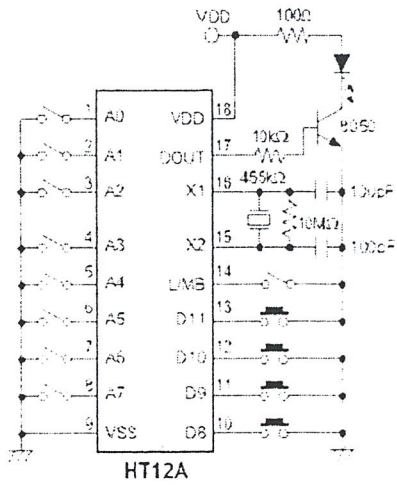 VDD 100Ω
1 A0 VDD 18 8050
2 A1 DOUT 17 10kΩ
3 A2 X1 16 455kΩ 100pF
10MΩ
4 A3 X2 15 100pF
5 A4 L/MB 14
6 A5 D11 13
7 A6 D10 12
8 A7 D9 11
9 VSS D8 10
HT12A